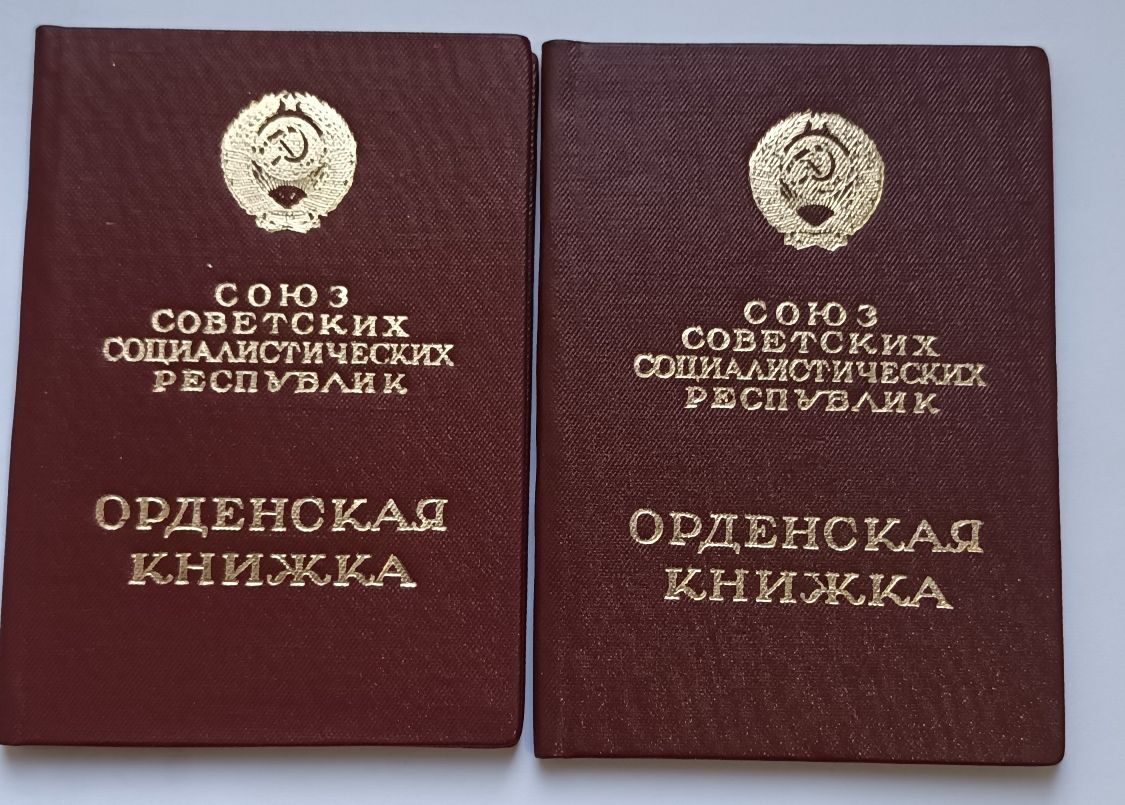 СОЮЗ
СОВЕТСКИХ
СОЦИАЛИСТИЧЕСКИХ
РЕСПУБЛИК
ОРДЕНСКАЯ
КНИЖКА
СОЮЗ
СОВЕТСКИХ
СОЦИАЛИСТИЧЕСКИХ
РЕСПУБЛИК
ОРДЕНСКАЯ
КНИЖКА